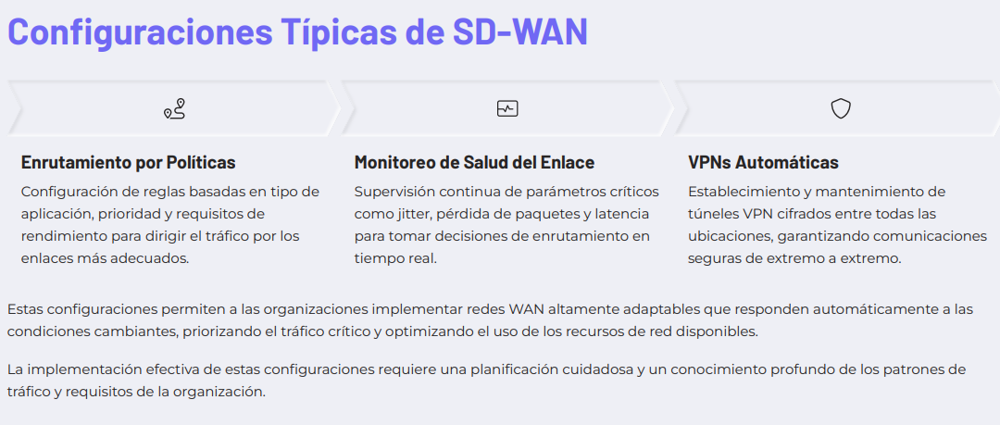 Configuraciones Típicas de SD-WAN
Enrutamiento por Políticas
Configuración de reglas basadas en tipo de
aplicación, prioridad y requisitos de
rendimiento para dirigir el tráfico por los
enlaces más adecuados.
Monitoreo de Salud del Enlace
Supervisión continua de parámetros críticos
como jitter, pérdida de paquetes y latencia
para tomar decisiones de enrutamiento en
tiempo real.
VPNs Automáticas
Establecimiento y mantenimiento de
túneles VPN cifrados entre todas las
ubicaciones, garantizando comunicaciones
seguras de extremo a extremo.
Estas configuraciones permiten a las organizaciones implementar redes WAN altamente adaptables que responden automáticamente a las
condiciones cambiantes, priorizando el tráfico crítico y optimizando el uso de los recursos de red disponibles.
La implementación efectiva de estas configuraciones requiere una planificación cuidadosa y un conocimiento profundo de los patrones de
tráfico y requisitos de la organización.